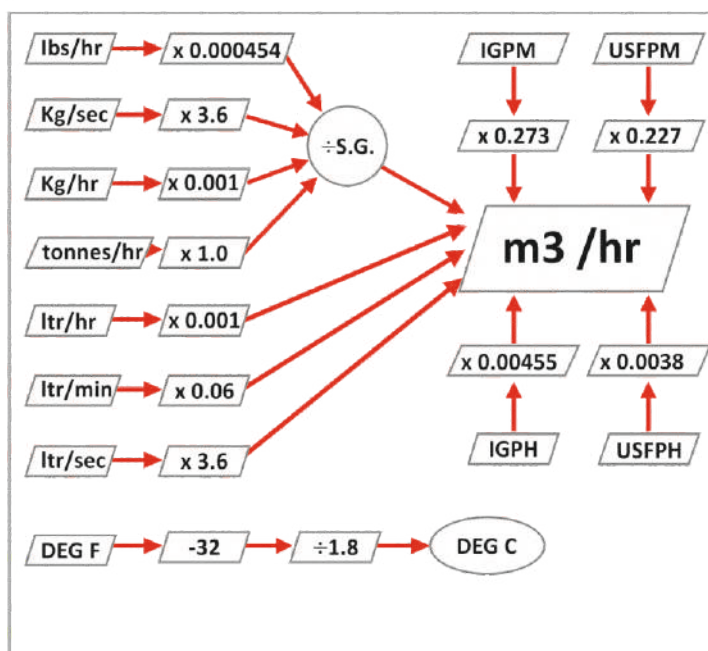 lbs/hr
x 0.000454
IGPM
USFPM
Kg/sec
x 3.6
÷S.G.
x 0.273
x 0.227
Kg/hr
x 0.001
tonnes/hr
x 1.0
m3 /hr
ltr/hr
x 0.001
ltr/min
x 0.06
x 0.00455
x 0.0038
ltr/sec
x 3.6
IGPH
USFPH
DEG F
-32
÷1.8
DEG C